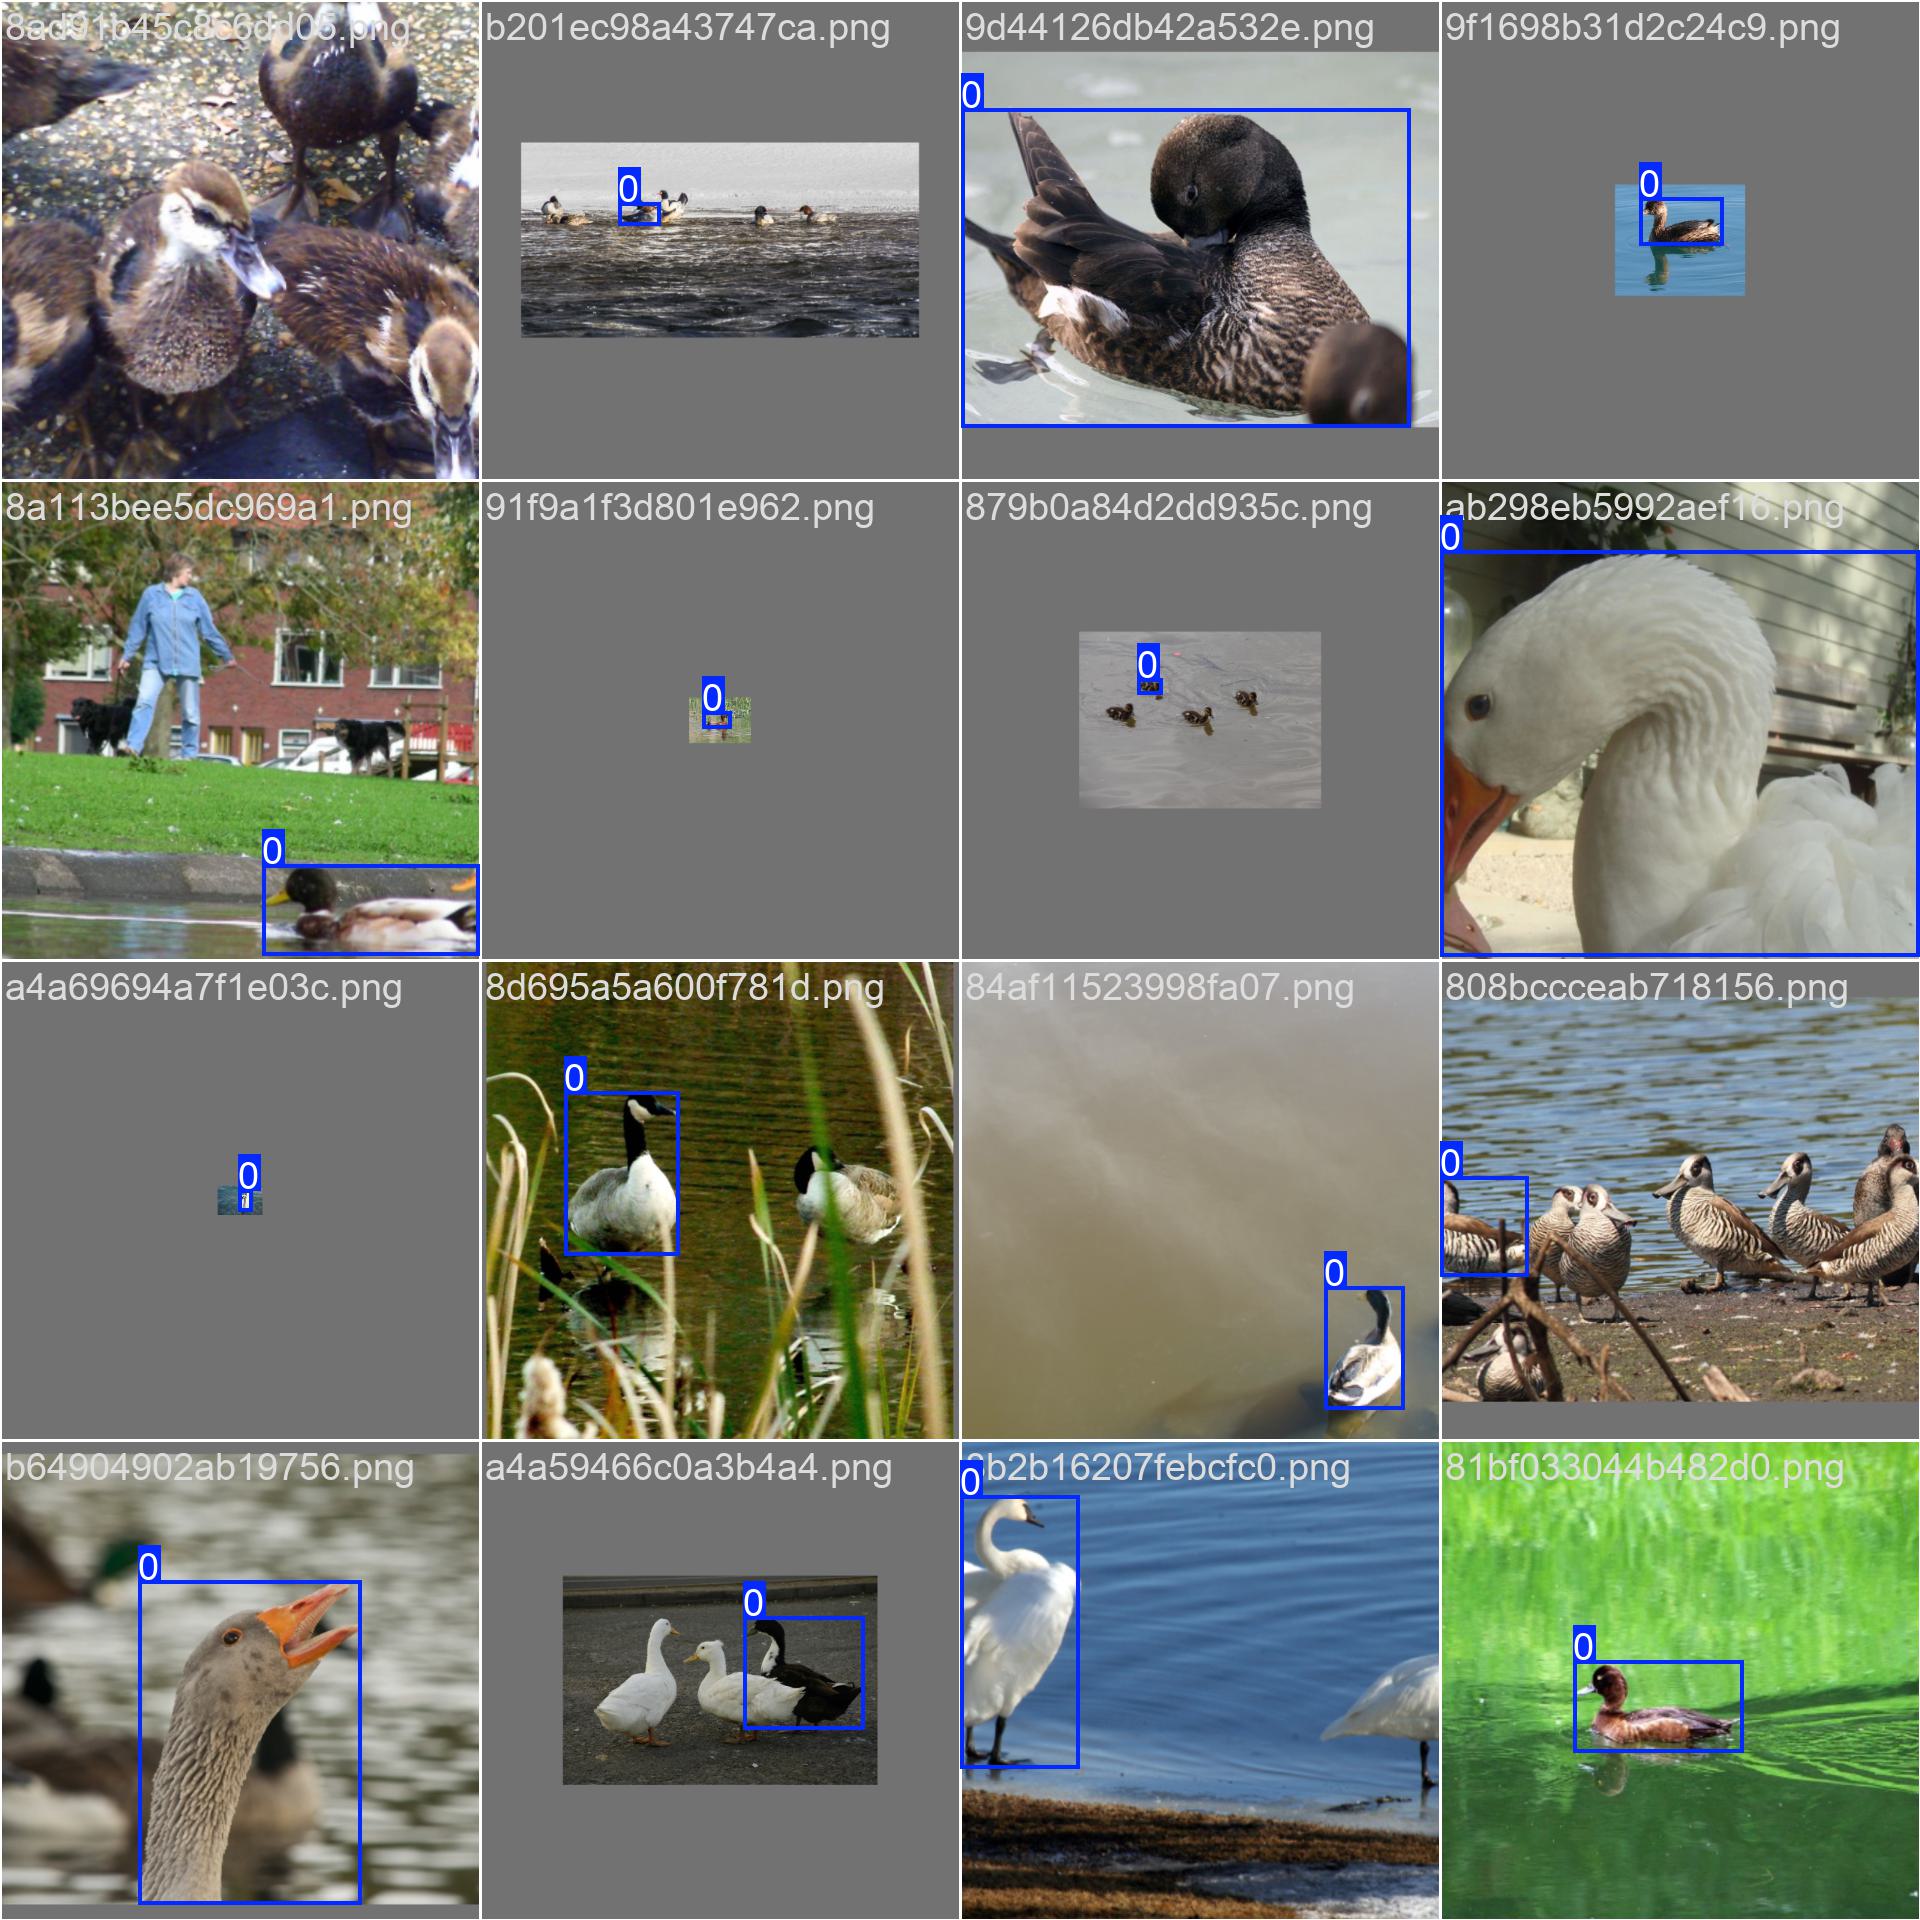 8ad91b45c8c6dd05.png
b201ec98a43747ca.png
9d44126db42a532e.png
9f1698b31d2c24c9.png
0
0
0
8a113bee5dc969a1.png
91f9a1f3d801e962.png
879b0a84d2dd935c.png
ab298eb5992aef16.png
0
0
0
0
a4a69694a7f1e03c.png
8d695a5a600f781d.png
84af11523998fa07.png
808bccceab718156.png
0
0
0
0
b64904902ab19756.png
a4a59466c0a3b4a4.png
b2b16207febcfc0.png
81bf033044b482d0.png
0
0
0
0